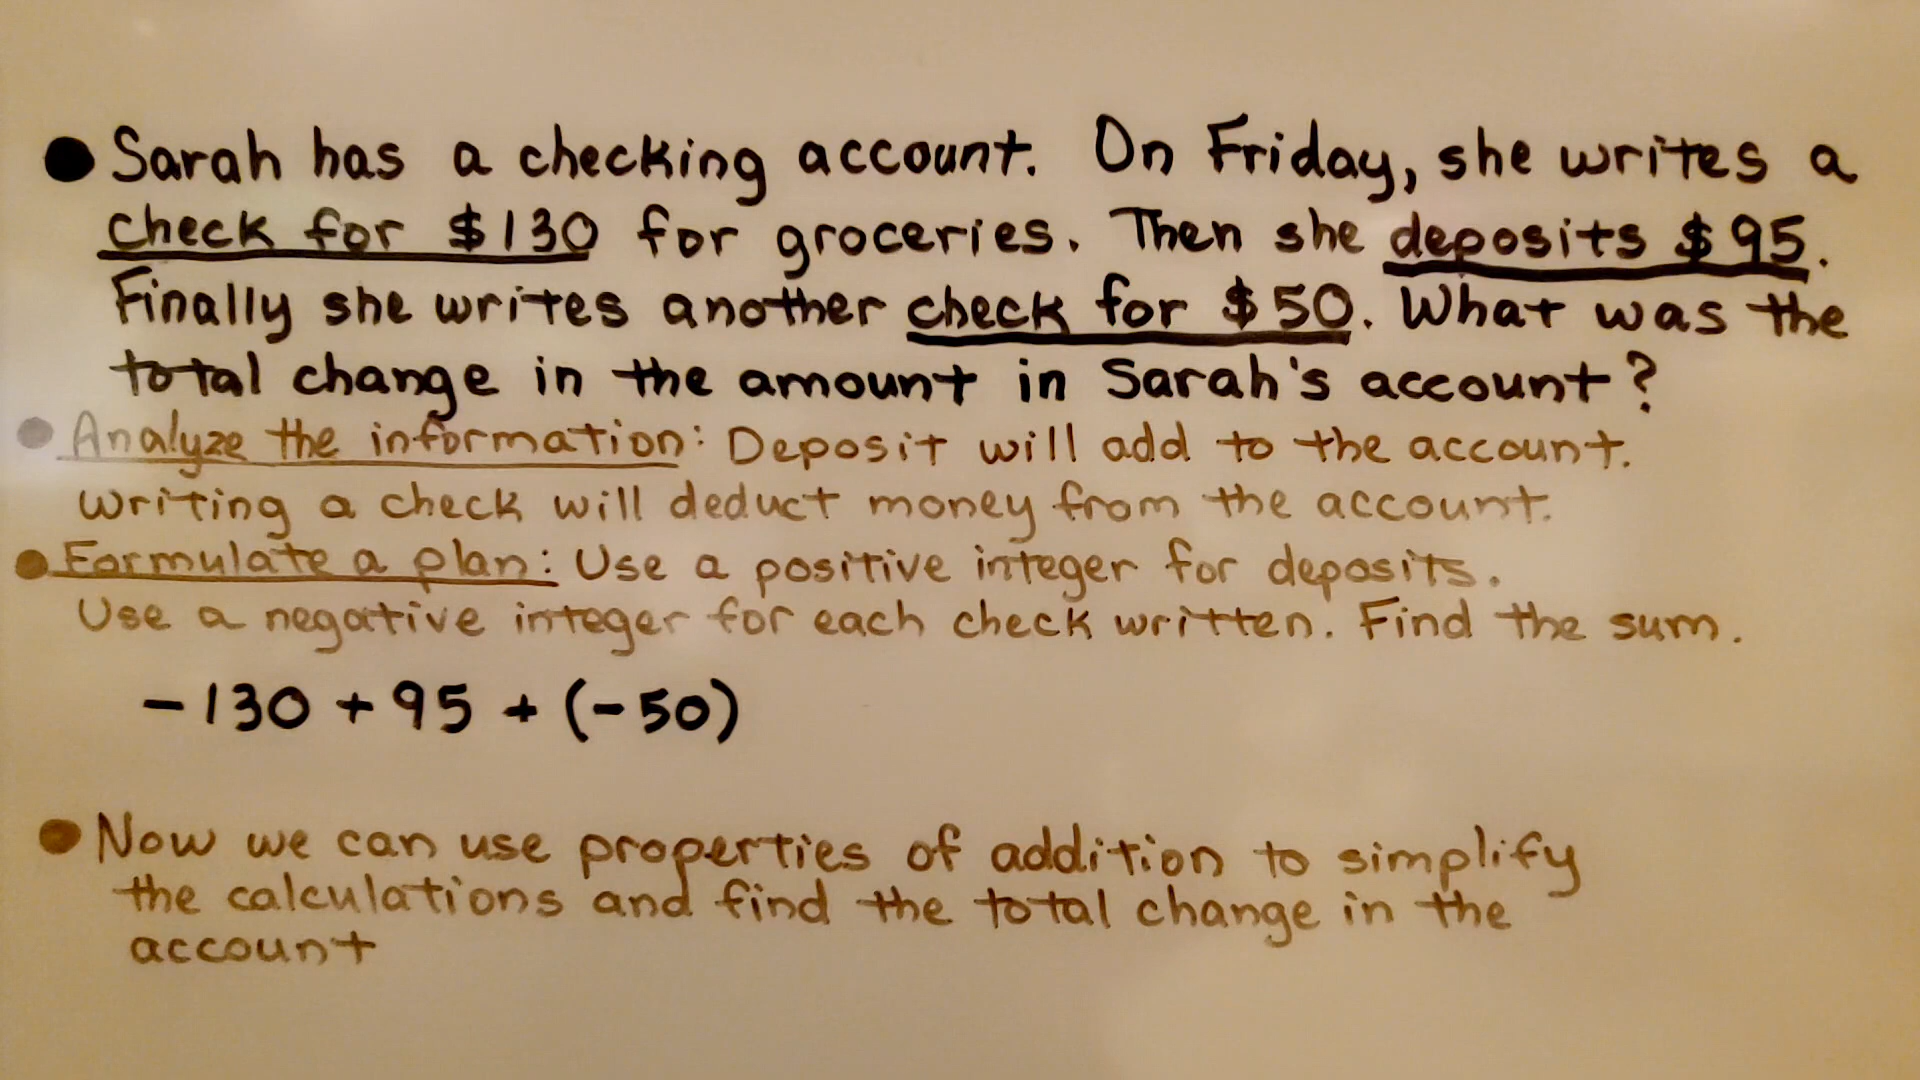 ● Sarah has a checking account. On Friday, she writes a
check for $130 for groceries. Then she deposits $95.
Finally she writes another check for $50. What was the
total change in the amount in Sarah's account?
● Analyze the information: Deposit will add to the account.
Writing a check will deduct money from the account.
● Formulate a plan: Use a positive integer for deposits.
Use a negative integer for each check written. Find the sum.
-130 + 95 + (-50)
● Now we can use properties of addition to simplify
the calculations and find the total change in the
account